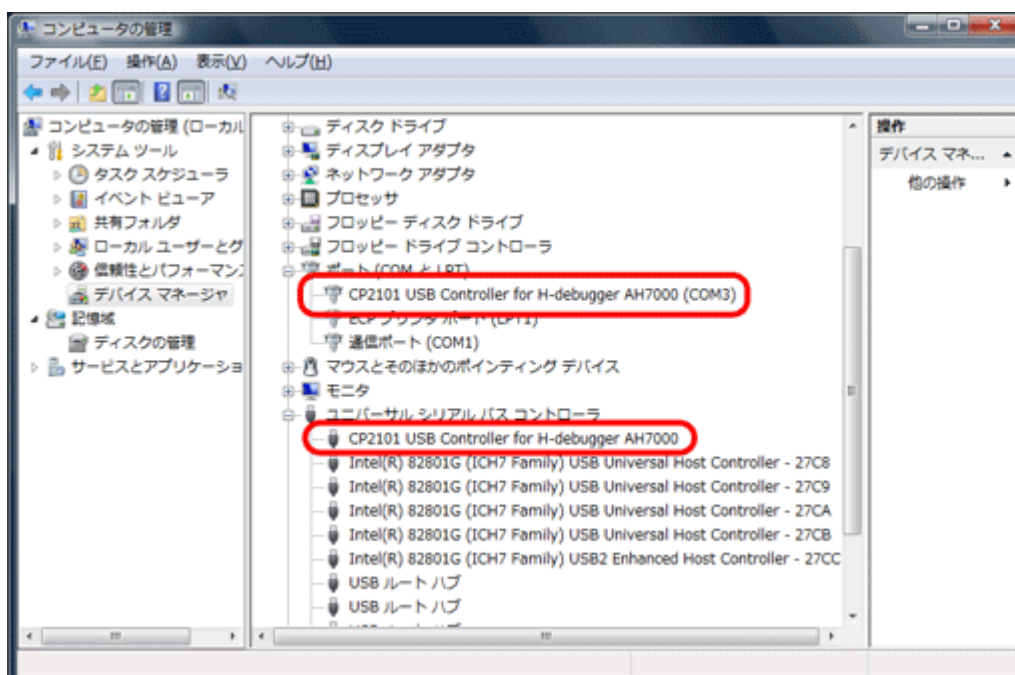 コンピュータの管理
ファイル(F) 操作(A) 表示(V) ヘルプ(H)
コンピュータの管理 (ローカル
システム ツール
タスク スケジューラ
イベント ビューア
共有フォルダ
ローカル ユーザーとグ
信頼性とパフォーマンス
デバイス マネージャ
記憶域
ディスクの管理
サービスとアプリケーショ
ディスク ドライブ
ディスプレイ アダプタ
ネットワーク アダプタ
プロセッサ
フロッピー ディスク ドライブ
フロッピー ドライブ コントローラ
ポート (COM と LPT)
CP2101 USB Controller for H-debugger AH7000 (COM3)
ECP プリンタ ポート (LPT1)
通信ポート (COM1)
マウスとそのほかのポインティング デバイス
モニタ
ユニバーサル シリアル バス コントローラ
CP2101 USB Controller for H-debugger AH7000
Intel(R) 82801G (ICH7 Family) USB Universal Host Controller - 27C8
Intel(R) 82801G (ICH7 Family) USB Universal Host Controller - 27C9
Intel(R) 82801G (ICH7 Family) USB Universal Host Controller - 27CA
Intel(R) 82801G (ICH7 Family) USB Universal Host Controller - 27CB
Intel(R) 82801G (ICH7 Family) USB2 Enhanced Host Controller - 27CC
USB ルート ハブ
USB ルート ハブ
操作
デバイス マネ...
他の操作